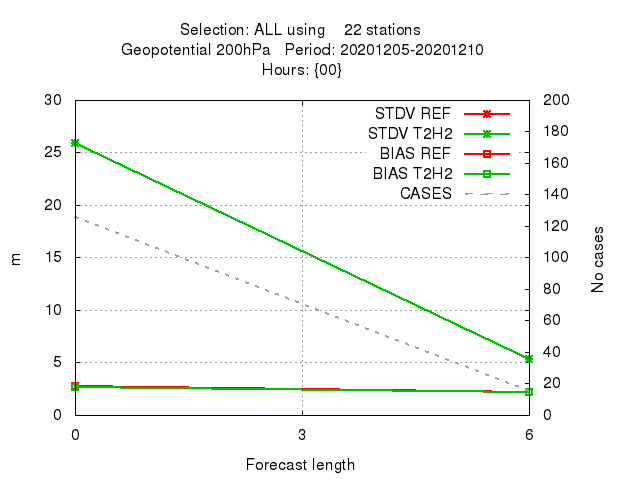 Selection: ALL using 22 stations
Geopotential 200hPa Period: 20201205-20201210
Hours: {00}
STDV REF
STDV T2H2
BIAS REF
BIAS T2H2
CASES
30
25
20
15
10
5
0
m
200
180
160
140
120
100
80
60
40
20
0
No cases
0 3 6
Forecast length